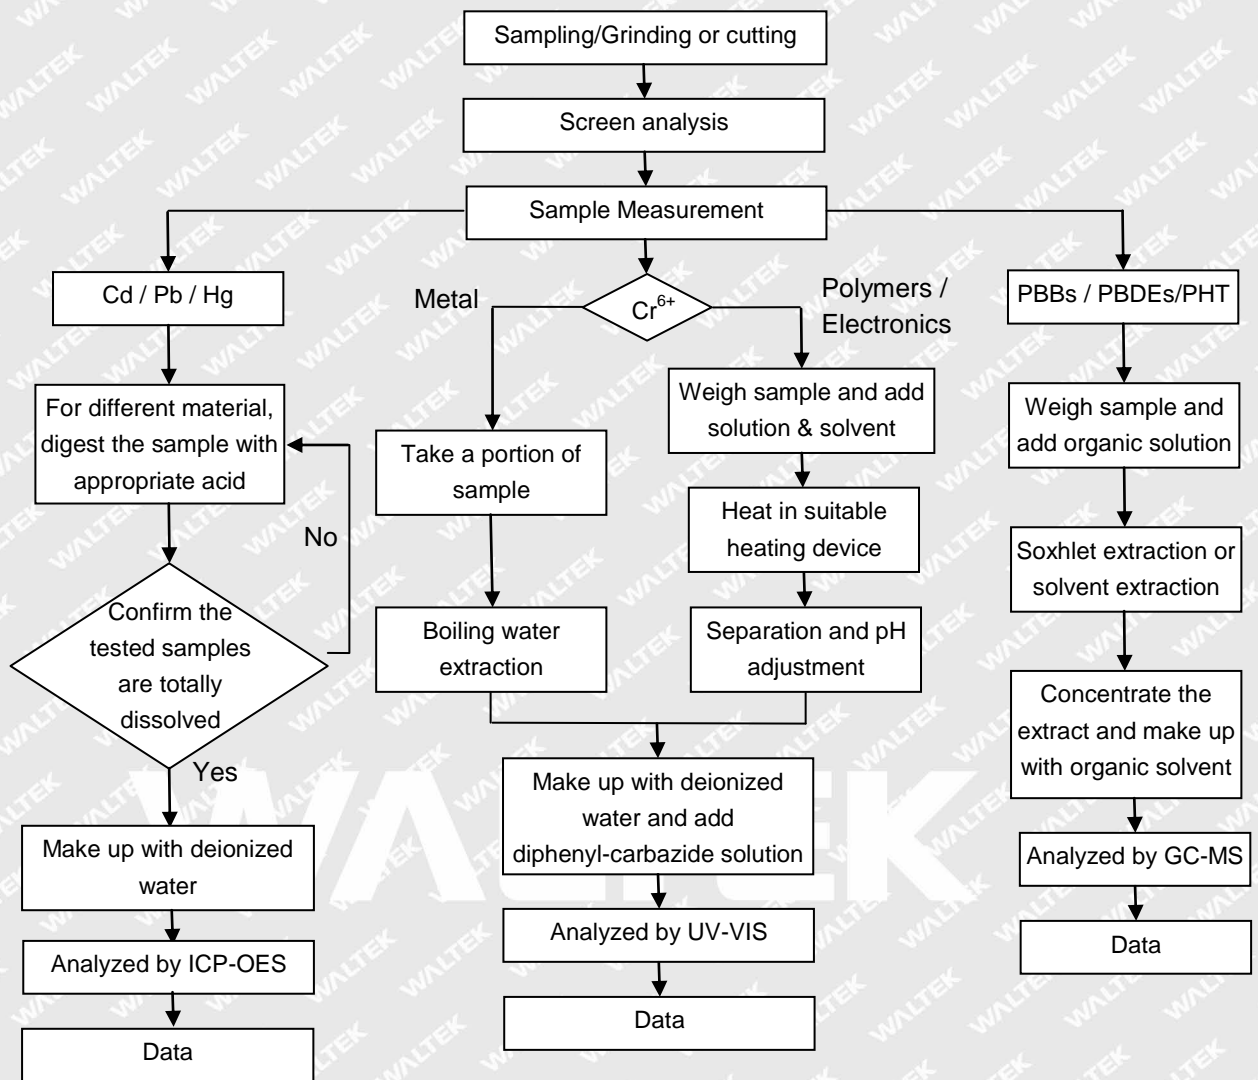 Sampling/Grinding or cutting
Screen analysis
Sample Measurement
Cd / Pb / Hg
Metal
Cr6+
Polymers /
Electronics
PBBs / PBDEs/PHT
For different material,
digest the sample with
appropriate acid
No
Confirm the
tested samples
are totally
dissolved
Yes
Make up with deionized
water
Analyzed by ICP-OES
Data
Take a portion of
sample
Boiling water
extraction
Weigh sample and add
solution & solvent
Heat in suitable
heating device
Separation and pH
adjustment
Make up with deionized
water and add
diphenyl-carbazide solution
Analyzed by UV-VIS
Data
Weigh sample and
add organic solution
Soxhlet extraction or
solvent extraction
Concentrate the
extract and make up
with organic solvent
Analyzed by GC-MS
Data
WALTEK